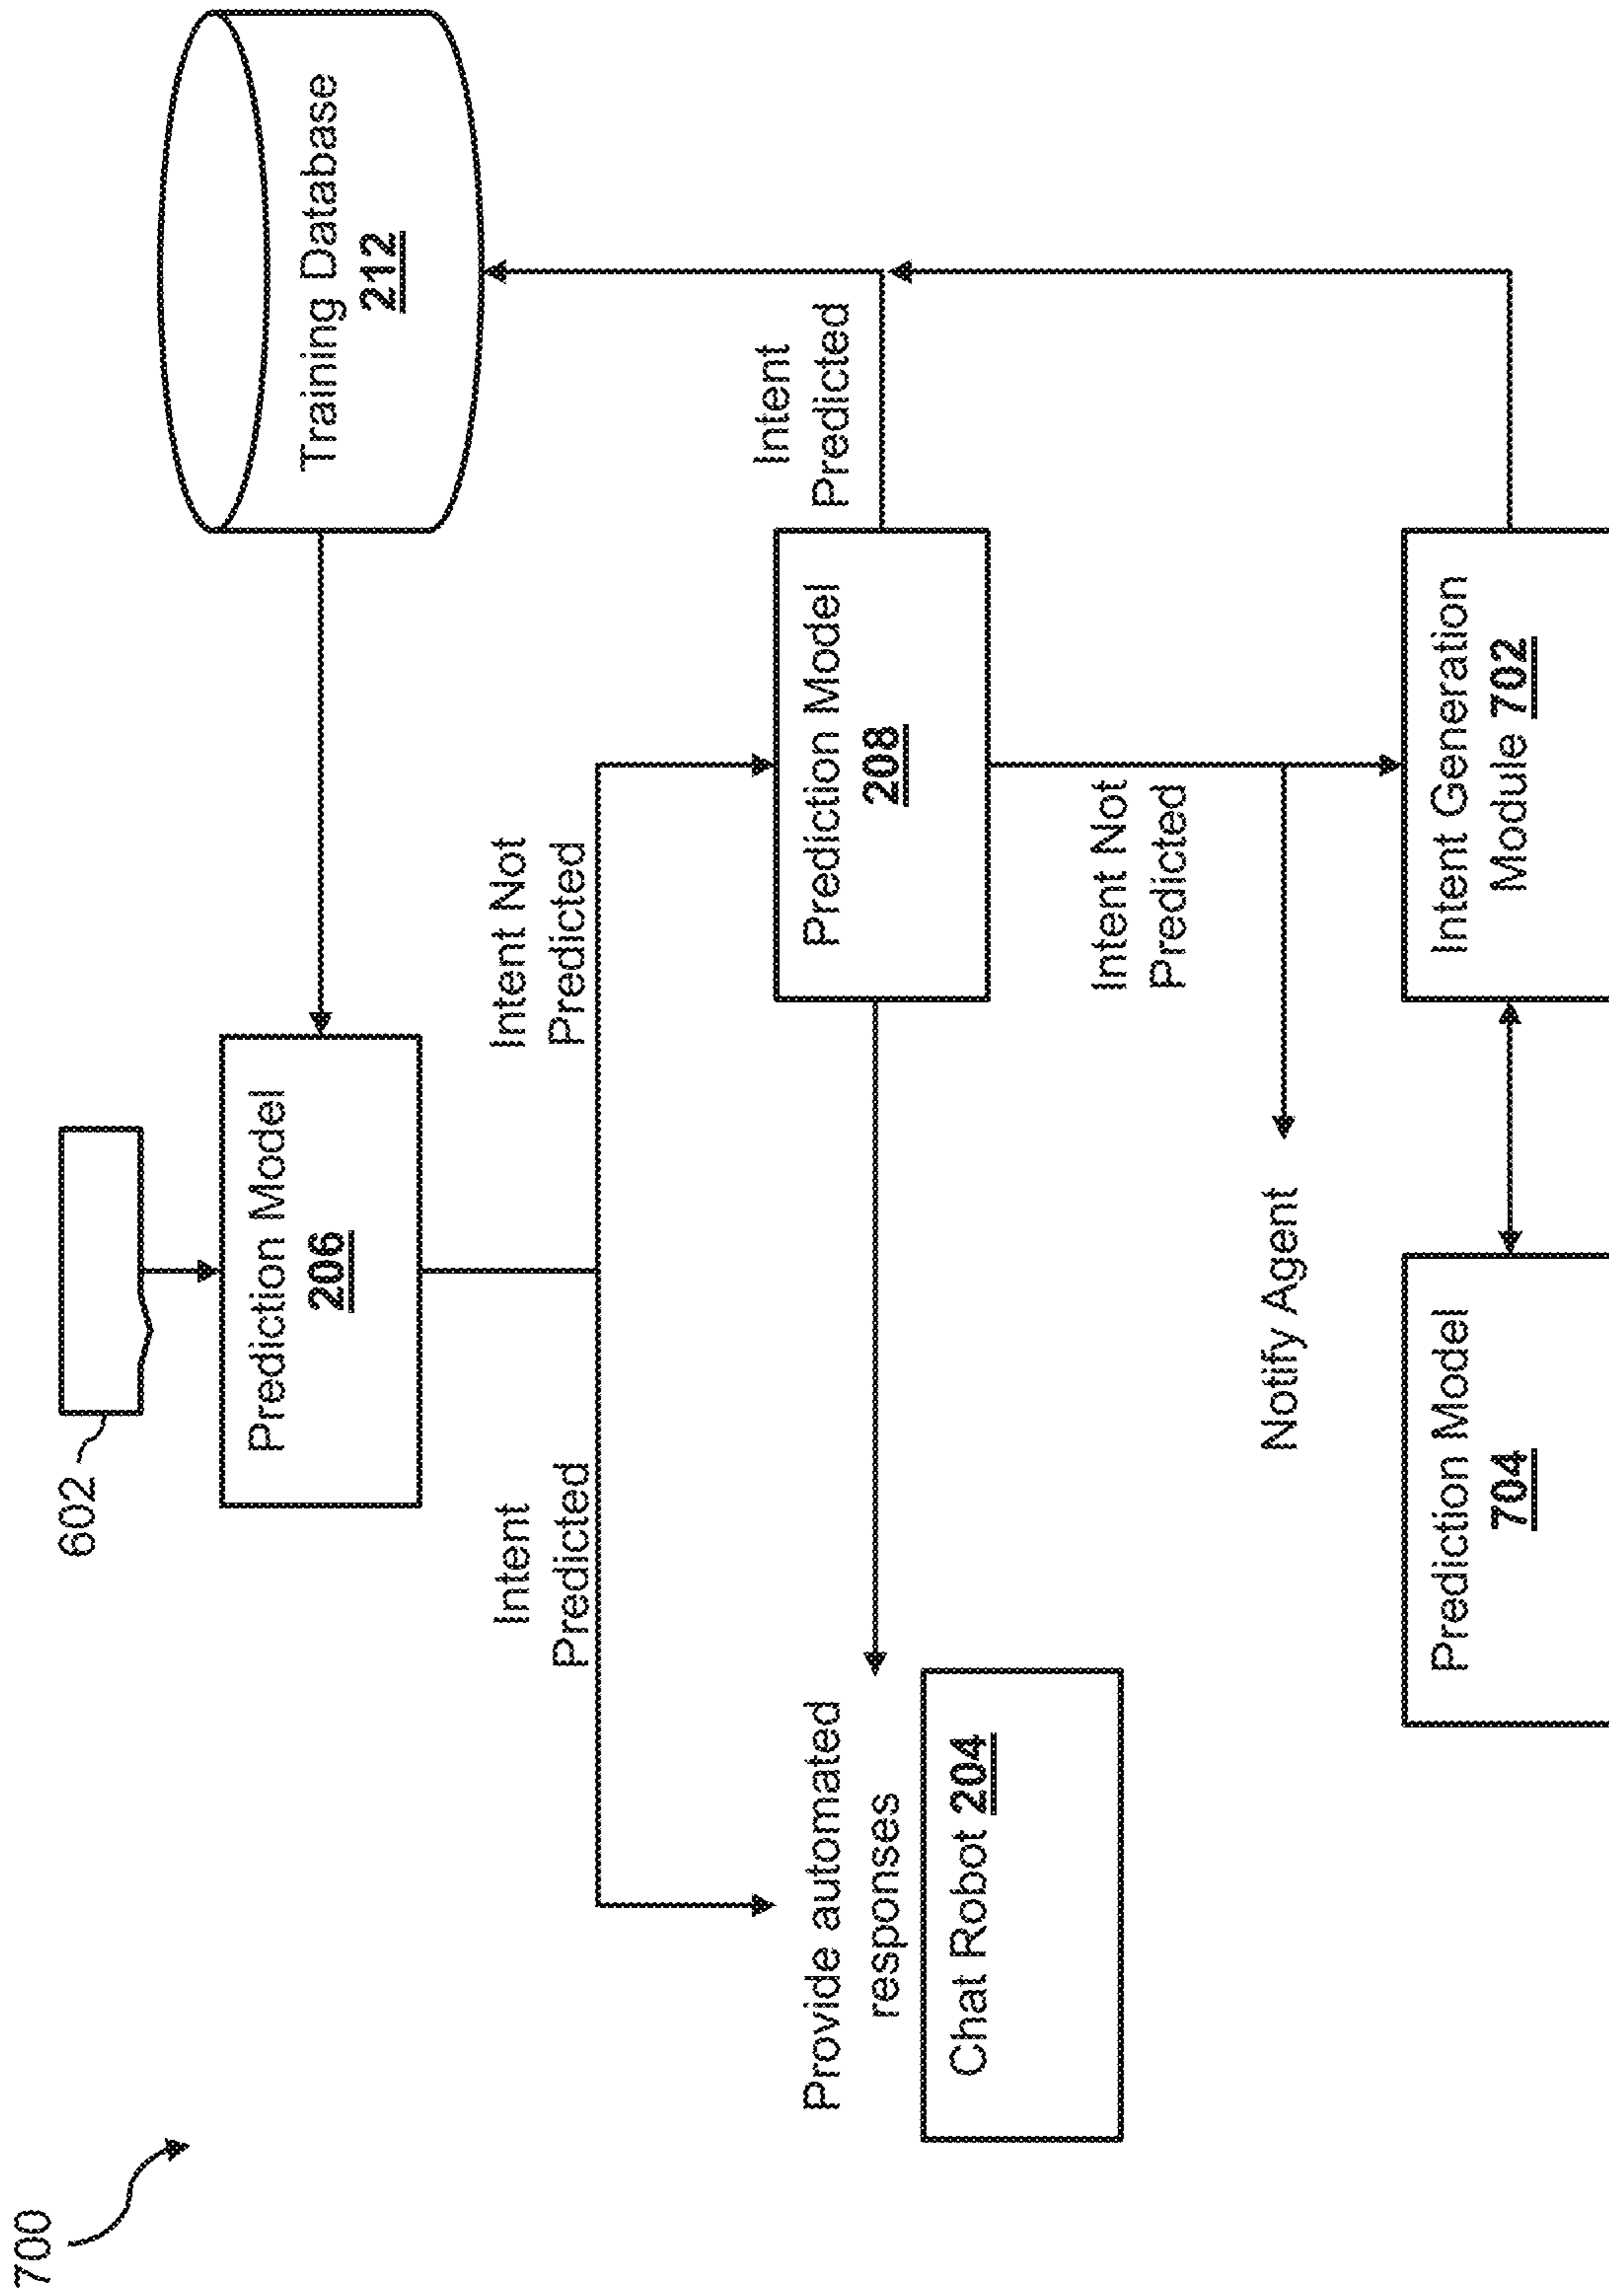 700
602
Prediction Model
206
Training Database
212
Intent
Predicted
Intent Not
Predicted
Provide automated
responses
Chat Robot 204
Prediction Model
208
Intent
Predicted
Intent Not
Predicted
Notify Agent
Prediction Model
704
Intent Generation
Module 702